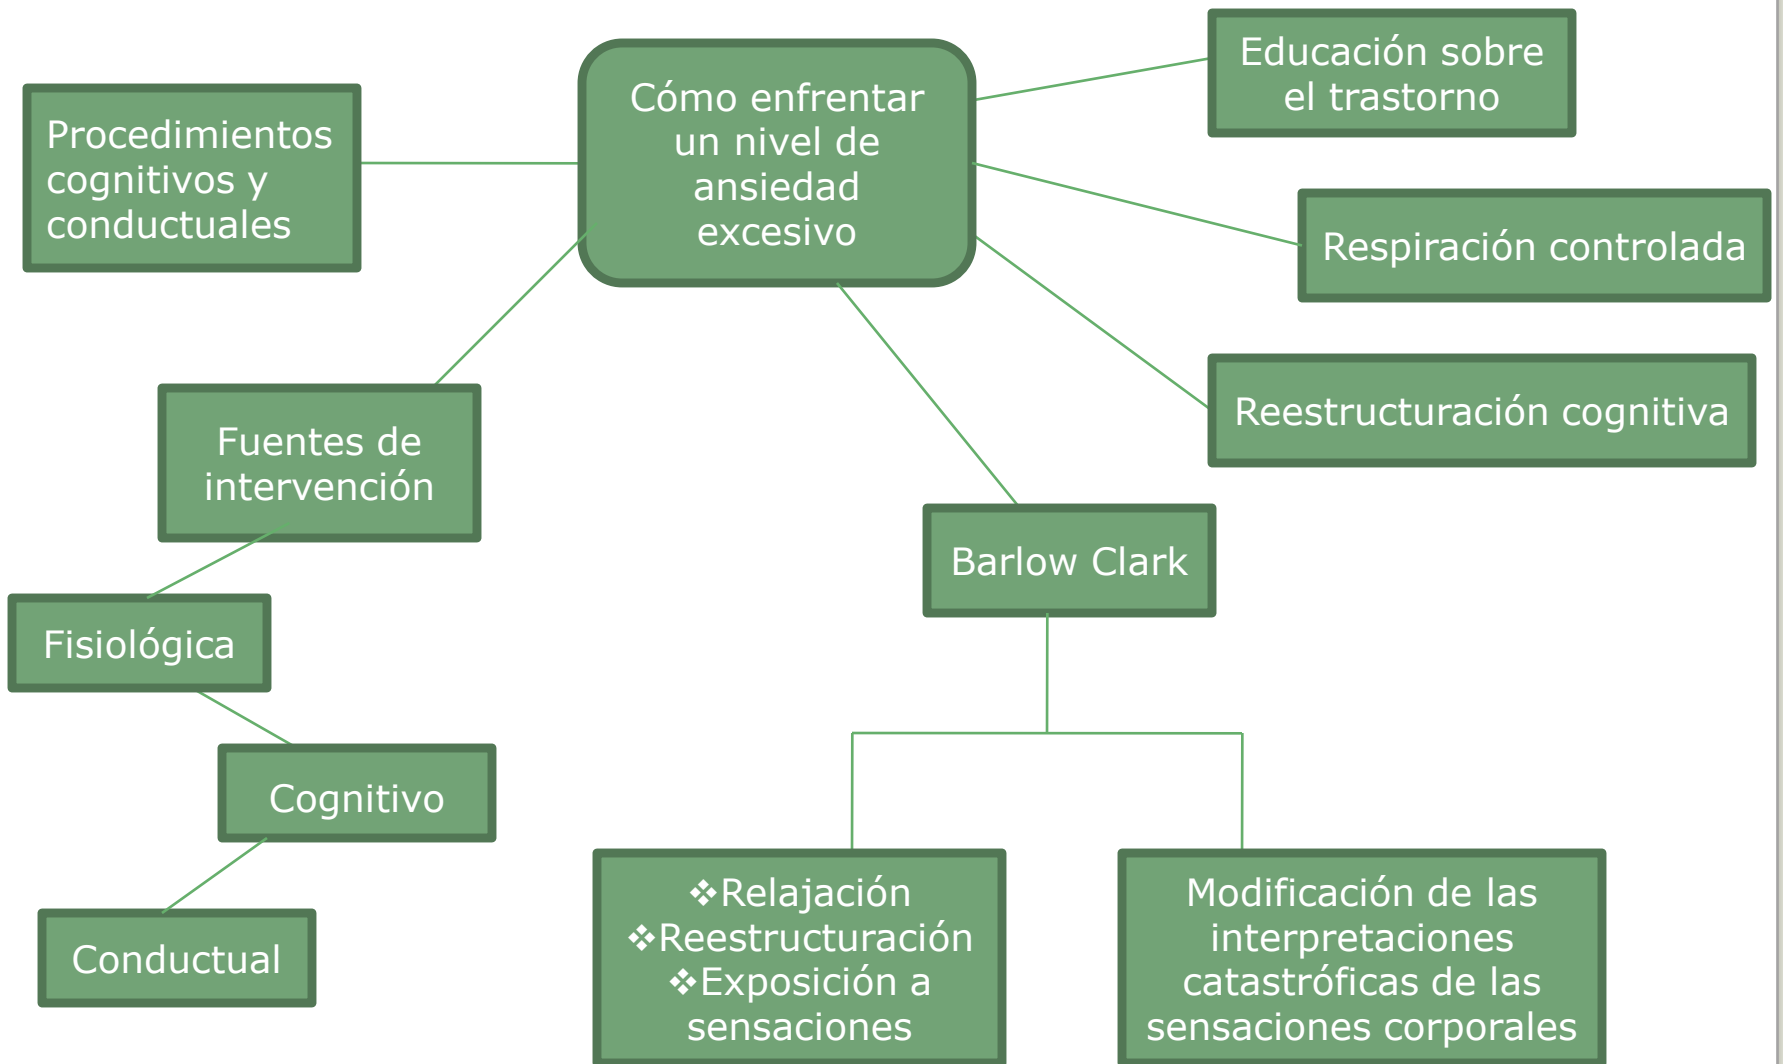 Cómo enfrentar
un nivel de
ansiedad
excesivo
Educación sobre
el trastorno
Procedimientos
cognitivos y
conductuales
Respiración controlada
Reestructuración cognitiva
Fuentes de
intervención
Barlow Clark
Fisiológica
Cognitivo
Conductual
❖Relajación
❖Reestructuración
❖Exposición a
sensaciones
Modificación de las
interpretaciones
catastróficas de las
sensaciones corporales